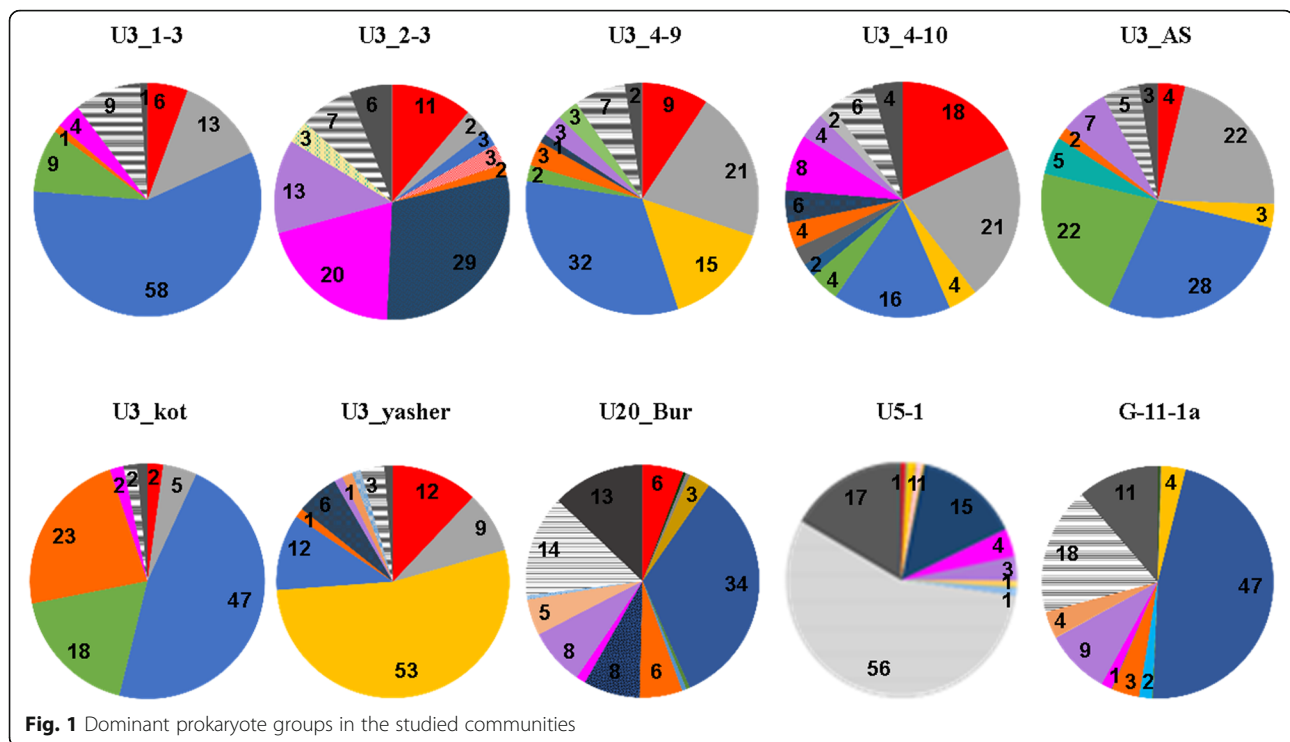 U3_1-3 U3_2-3 U3_4-9 U3_4-10 U3_AS
6 13 58 9 1 4 9 1
11 2 3 3 2 29 20 13 3 7 6
9 21 15 32 2 3 1 3 3 7 2
18 21 4 16 4 2 4 6 8 4 2 6 4
4 22 3 28 22 5 2 7 5 3
U3_kot U3_yasher U20_Bur U5-1 G-11-1a
2 5 47 18 23 2 2
12 9 53 12 1 6 1 3
6 3 34 6 8 8 5 14 13
1 1 1 15 4 3 1 1 56 17
4 47 2 3 1 9 4 18 11
Fig. 1 Dominant prokaryote groups in the studied communities